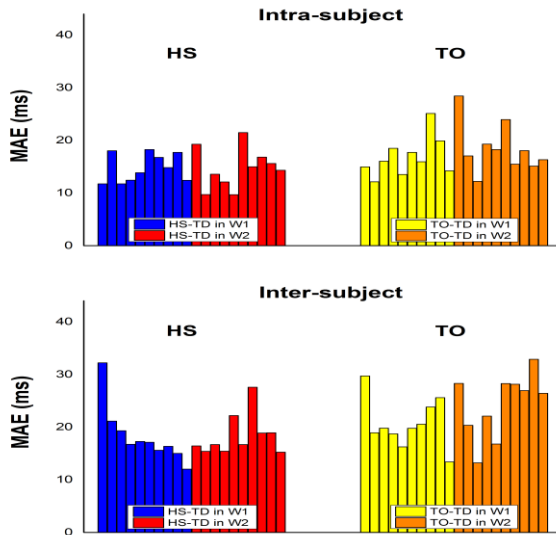 Intra-subject
HS
TO
MAE (ms)
40
30
20
10
0
HS-TD in W1
HS-TD in W2
TO-TD in W1
TO-TD in W2
Inter-subject
HS
TO
MAE (ms)
40
30
20
10
0
HS-TD in W1
HS-TD in W2
TO-TD in W1
TO-TD in W2